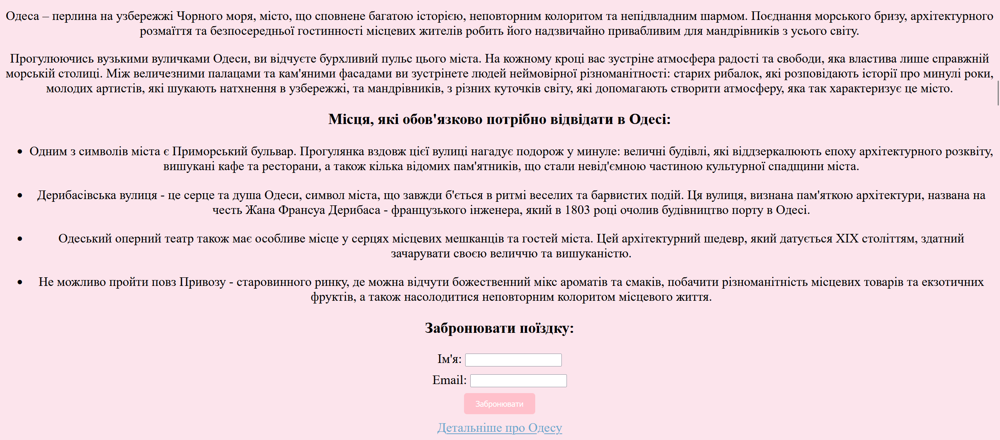 Одеса – перлина на узбережжі Чорного моря, місто, що сповнене багатою історією, неповторним колоритом та непідвладним шармом. Поєднання морського бризу, архітектурного
розмаїття та безпосередньої гостинності місцевих жителів робить його надзвичайно привабливим для мандрівників з усього світу.
Прогулюючись вузькими вуличками Одеси, ви відчуєте бурхливий пульс цього міста. На кожному кроці вас зустріне атмосфера радості та свободи, яка властива лише справжній
морській столиці. Між величезними палацами та кам'яними фасадами ви зустрінете людей неймовірної різноманітності: старих рибалок, які розповідають історії про минулі роки,
молодих артистів, які шукають натхнення в узбережжі, та мандрівників, з різних куточків світу, які допомагають створити атмосферу, яка так характеризує це місто.
Місця, які обов'язково потрібно відвідати в Одесі:
• Одним з символів міста є Приморський бульвар. Прогулянка вздовж цієї вулиці нагадує подорож у минуле: величні будівлі, які віддзеркалюють епоху архітектурного розквіту,
вишукані кафе та ресторани, а також кілька відомих пам'ятників, що стали невід'ємною частиною культурної спадщини міста.
• Дерибасівська вулиця - це серце та душа Одеси, символ міста, що завжди б'ється в ритмі веселих та барвистих подій. Ця вулиця, визнана пам'яткою архітектури, названа на
честь Жана Франсуа Дерибаса - французького інженера, який в 1803 році очолив будівництво порту в Одесі.
• Одеський оперний театр також має особливе місце у серцях місцевих мешканців та гостей міста. Цей архітектурний шедевр, який датується XIX століттям, здатний
зачарувати своєю величчю та вишуканістю.
• Не можливо пройти повз Привозу - старовинного ринку, де можна відчути божественний мікс ароматів та смаків, побачити різноманітність місцевих товарів та екзотичних
фруктів, а також насолодитися неповторним колоритом місцевого життя.
Забронювати поїздку:
Ім'я:
Email:
Забронювати
Детальніше про Одесу